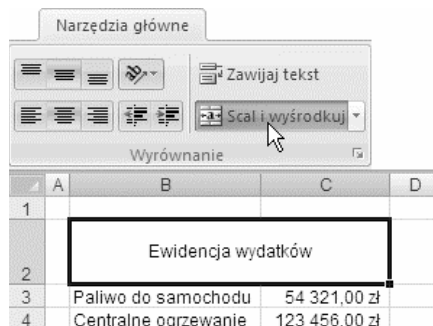 Narzędzia główne
Zawijaj tekst
Scal i wyśrodkuj
Wyrównanie
A B C D
1
Ewidencja wydatków
2
3 Paliwo do samochodu 54 321,00 zł
4 Centralne ogrzewanie 123 456,00 zł